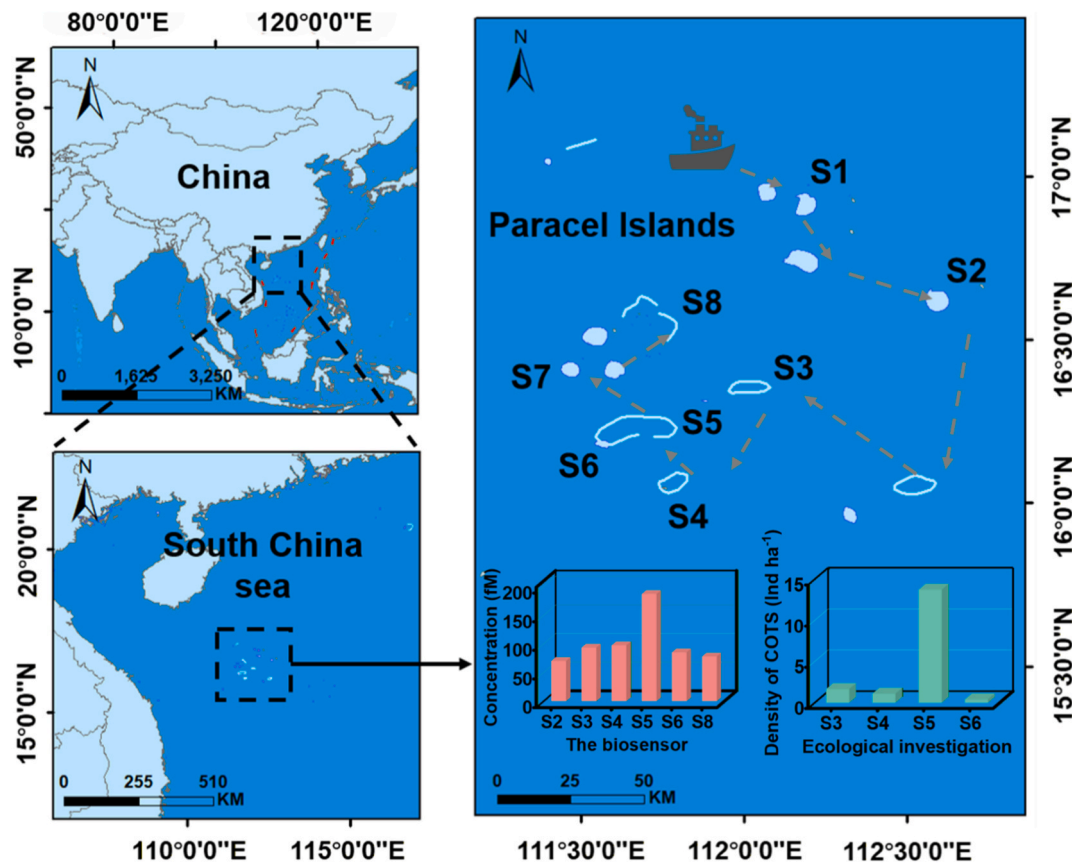 80°0'0"E 120°0'0"E
N
50°0'0"N
China
10°0'0"N
0 1,625 3,250
KM
N
20°0'0"N
South China
sea
15°0'0"N
0 255 510
KM
110°0'0"E 115°0'0"E
N
S1
17°0'0"N
Paracel Islands
S2
S8
16°30'0"N
S7
S3
S5
S6
S4
16°0'0"N
Concentration (fM)
200
150
100
50
0
S2 S3 S4 S5 S6 S8
The biosensor
Density of COTS (Ind ha⁻¹)
15
10
5
0
S3 S4 S5 S6
Ecological investigation
15°30'0"N
0 25 50
KM
111°30'0"E 112°0'0"E 112°30'0"E